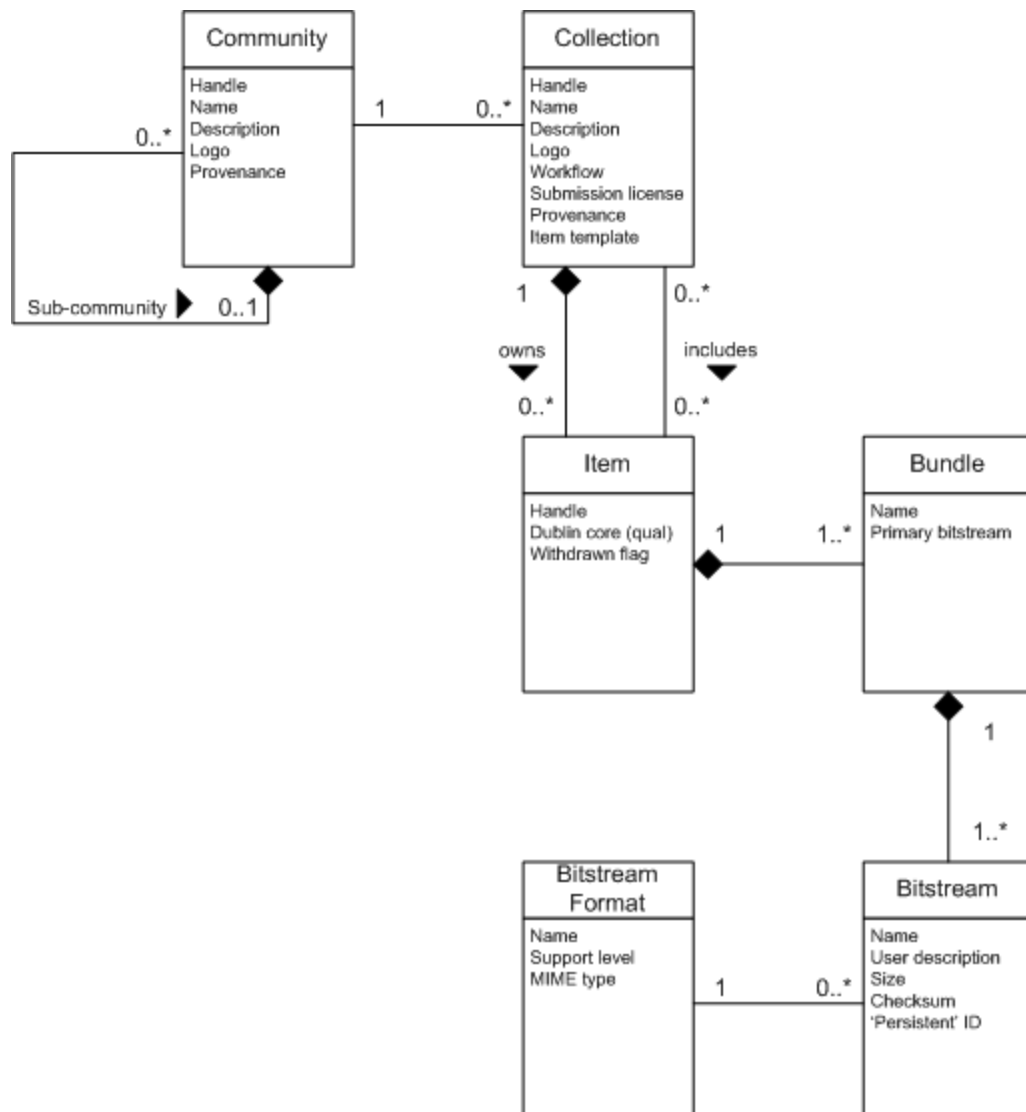 Community
Handle
Name
Description
Logo
Provenance
1
0..*
Collection
Handle
Name
Description
Logo
Workflow
Submission license
Provenance
Item template
0..*
Sub-community
0..1
1
0..*
owns
includes
0..*
0..*
Item
Handle
Dublin core (qual)
Withdrawn flag
1
1..*
Bundle
Name
Primary bitstream
1
1..*
Bitstream
Format
Name
Support level
MIME type
1
0..*
Bitstream
Name
User description
Size
Checksum
'Persistent' ID